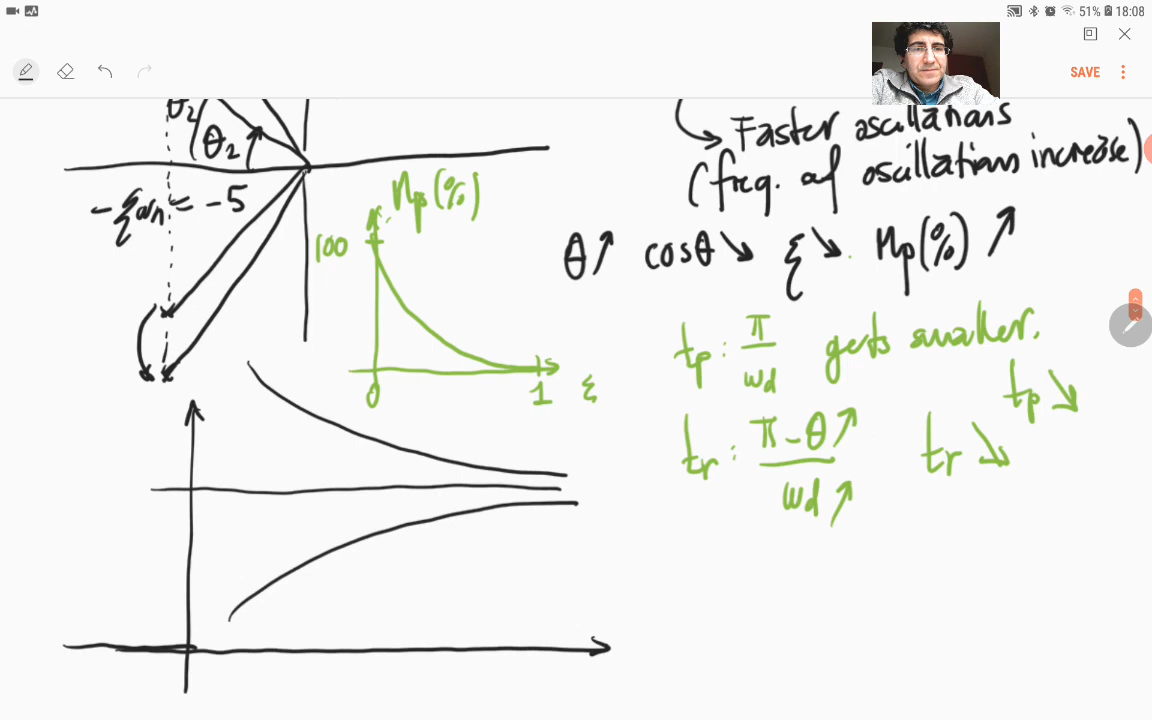 51% 18:08
SAVE
θ2
θ2
-ξωn = -5
Faster oscillations
(freq. of oscillations increase)
Mp(%)
100
0
1 ξ
θ↗ cosθ↘ ξ↘ Mp(%)↗
tp: π/ωd gets smaller.
tp↘
tr: π-θ↗/ωd↗ tr↘